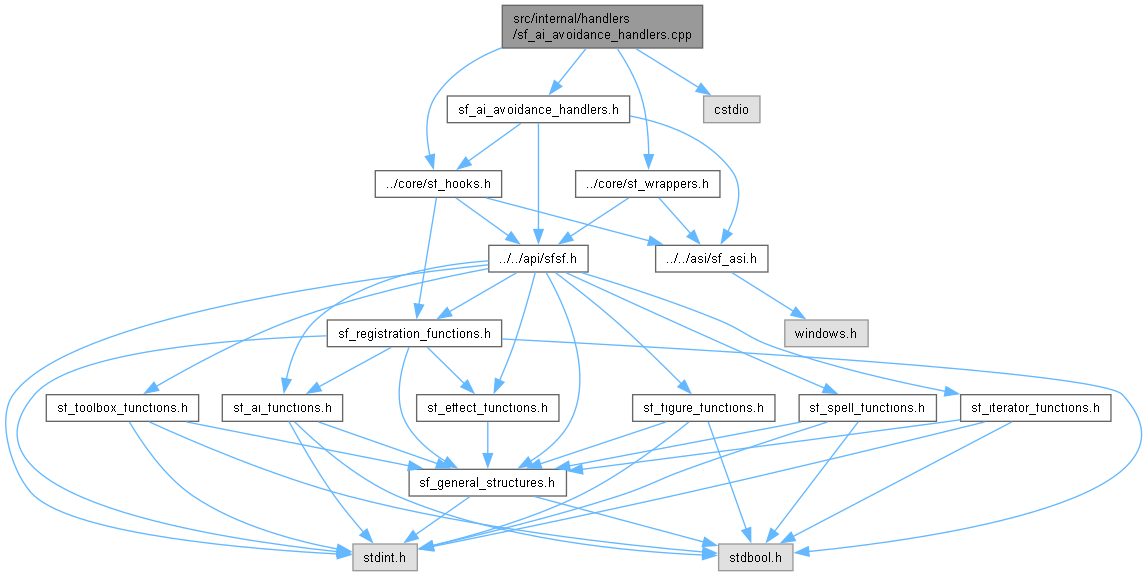 src/internal/handlers
/sf_ai_avoidance_handlers.cpp
sf_ai_avoidance_handlers.h
cstdio
../core/sf_hooks.h
../core/sf_wrappers.h
../../api/sfsf.h
../../asi/sf_asi.h
sf_registration_functions.h
windows.h
sf_toolbox_functions.h
sf_ai_functions.h
sf_effect_functions.h
sf_figure_functions.h
sf_spell_functions.h
sf_iterator_functions.h
sf_general_structures.h
stdint.h
stdbool.h